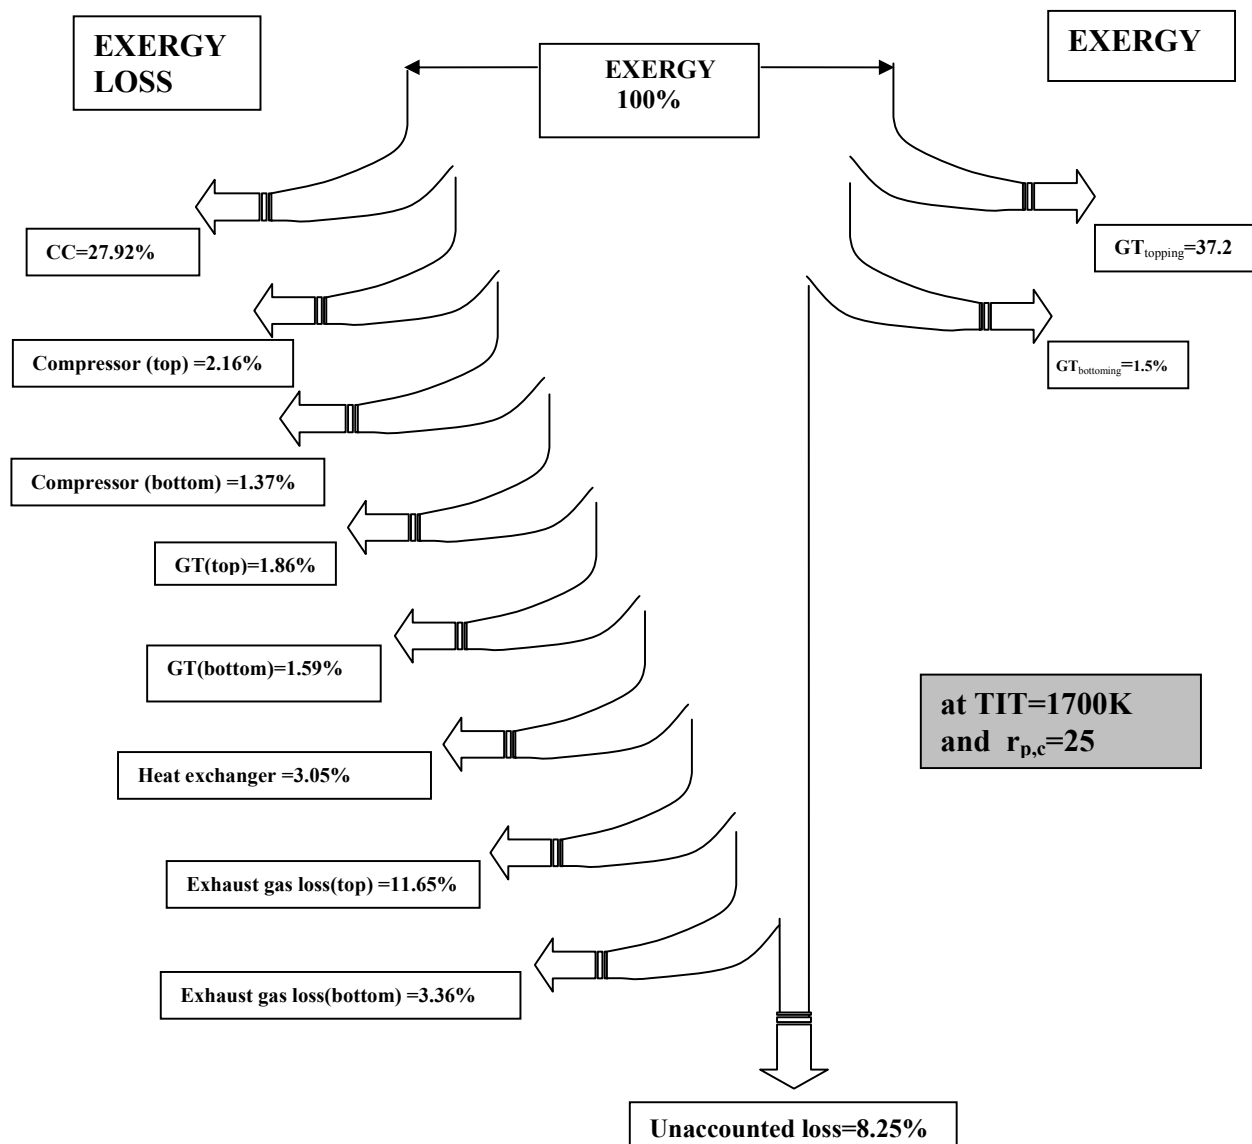 EXERGY
LOSS
EXERGY
100%
EXERGY
CC=27.92%
GTtopping=37.2
Compressor (top) =2.16%
GTbottoming=1.5%
Compressor (bottom) =1.37%
GT(top)=1.86%
GT(bottom)=1.59%
at TIT=1700K
and rp,c=25
Heat exchanger =3.05%
Exhaust gas loss(top) =11.65%
Exhaust gas loss(bottom) =3.36%
Unaccounted loss=8.25%